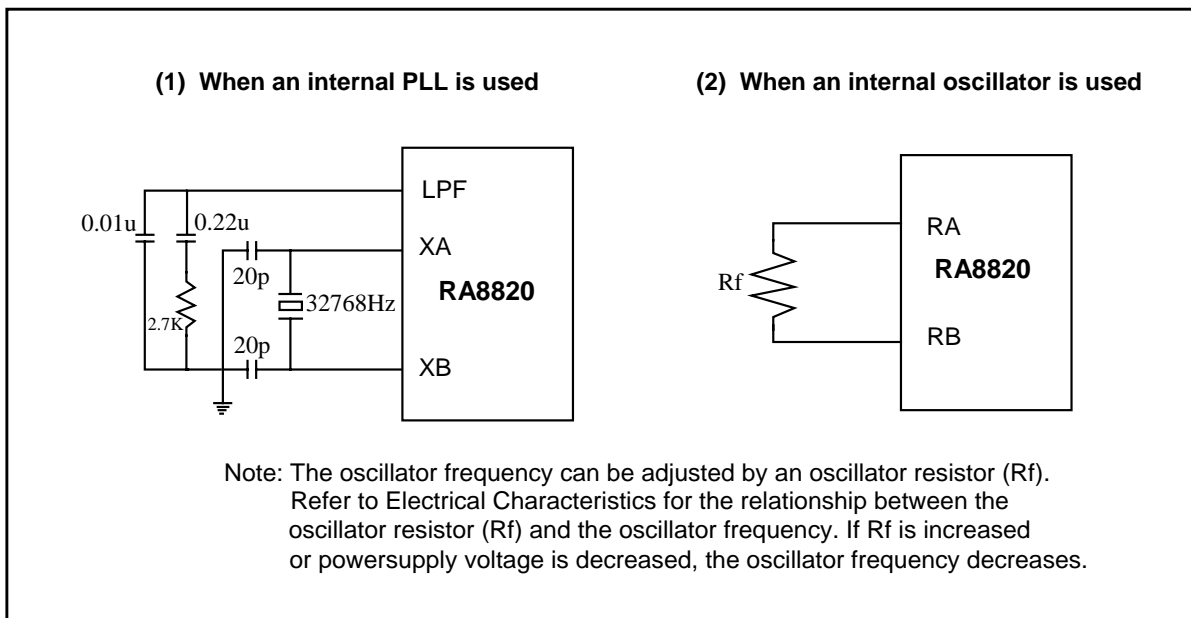 (1) When an internal PLL is used
(2) When an internal oscillator is used
LPF
0.01u
0.22u
XA
20p
RA8820
32768Hz
2.7K
20p
XB
RA
RA8820
Rf
RB
Note: The oscillator frequency can be adjusted by an oscillator resistor (Rf).
Refer to Electrical Characteristics for the relationship between the
oscillator resistor (Rf) and the oscillator frequency. If Rf is increased
or powersupply voltage is decreased, the oscillator frequency decreases.